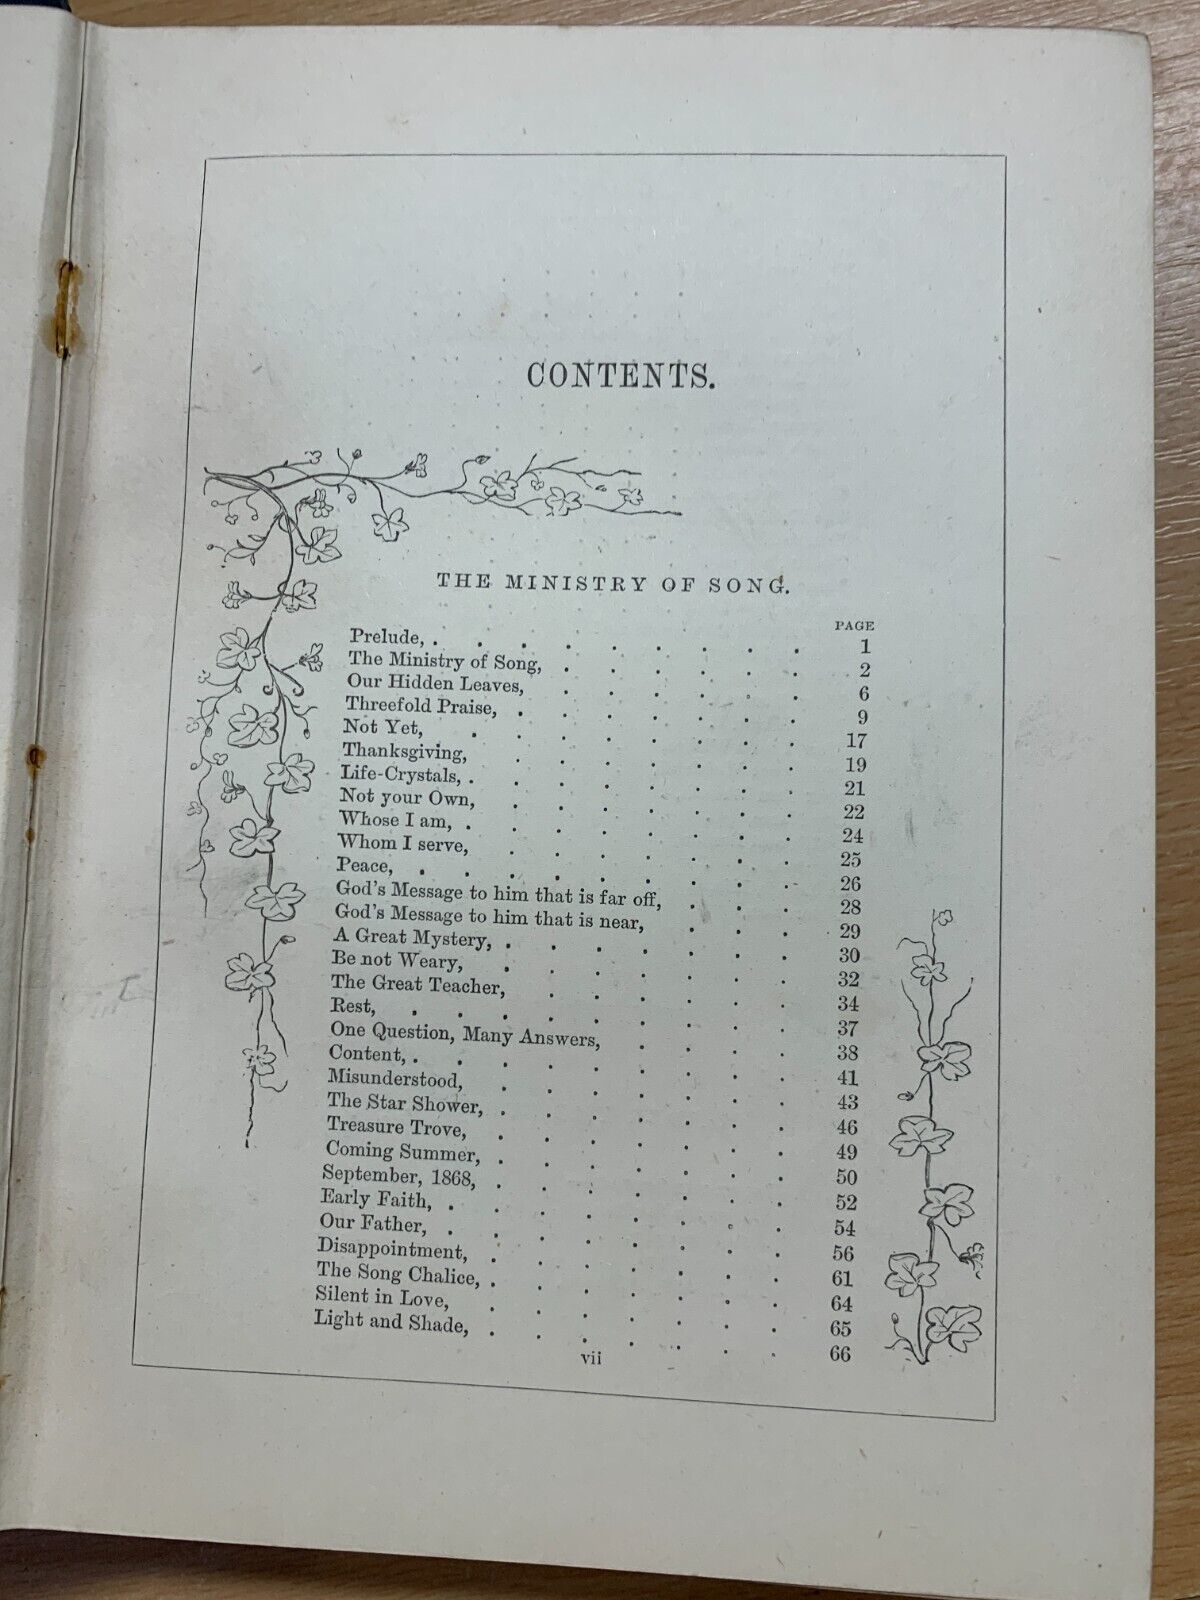 CONTENTS.
THE MINISTRY OF SONG.
PAGE
Prelude, . . . . . . . . . 1
The Ministry of Song, . . . . . . 2
Our Hidden Leaves, . . . . . . 6
Threefold Praise, . . . . . . . 9
Not Yet, . . . . . . . . 17
Thanksgiving, . . . . . . . 19
Life-Crystals, . . . . . . . . 21
Not your Own, . . . . . . . 22
Whose I am, . . . . . . . . 24
Whom I serve, . . . . . . . 25
Peace, . . . . . . . . . 26
God's Message to him that is far off, . . . 28
God's Message to him that is near, . . . 29
A Great Mystery, . . . . . . . 30
Be not Weary, . . . . . . . 32
The Great Teacher, . . . . . . 34
Rest, . . . . . . . . . 37
One Question, Many Answers, . . . . 38
Content, . . . . . . . . . 41
Misunderstood, . . . . . . . 43
The Star Shower, . . . . . . . 46
Treasure Trove, . . . . . . . 49
Coming Summer, . . . . . . . 50
September, 1868, . . . . . . . 52
Early Faith, . . . . . . . . 54
Our Father, . . . . . . . . 56
Disappointment, . . . . . . . 61
The Song Chalice, . . . . . . . 64
Silent in Love, . . . . . . . 65
Light and Shade, . . . . . . . 66
vii